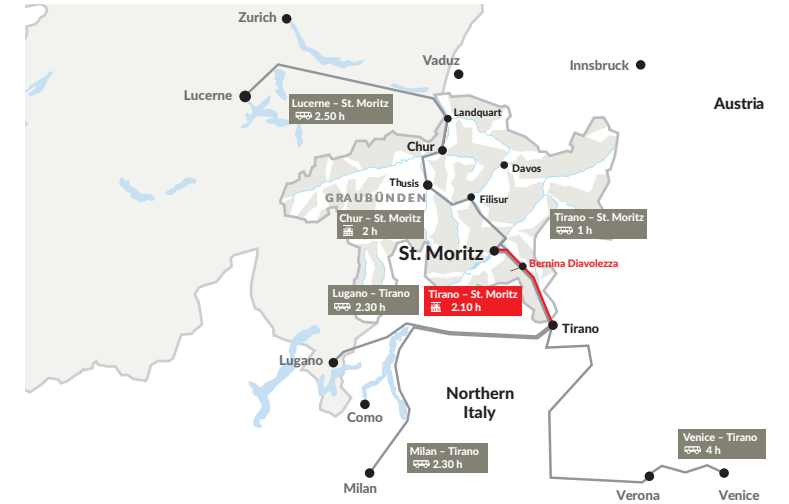 Zurich
Vaduz
Innsbruck
Lucerne
Austria
Lucerne – St. Moritz
2.50 h
Landquart
Chur
Davos
Thusis
GRAUBÜNDEN
Filisur
Chur – St. Moritz
2 h
Tirano – St. Moritz
1 h
St. Moritz
Bernina Diavolezza
Lugano – Tirano
2.30 h
Tirano – St. Moritz
2.10 h
Tirano
Lugano
Northern
Italy
Como
Venice – Tirano
4 h
Milan – Tirano
2.30 h
Milan
Verona
Venice